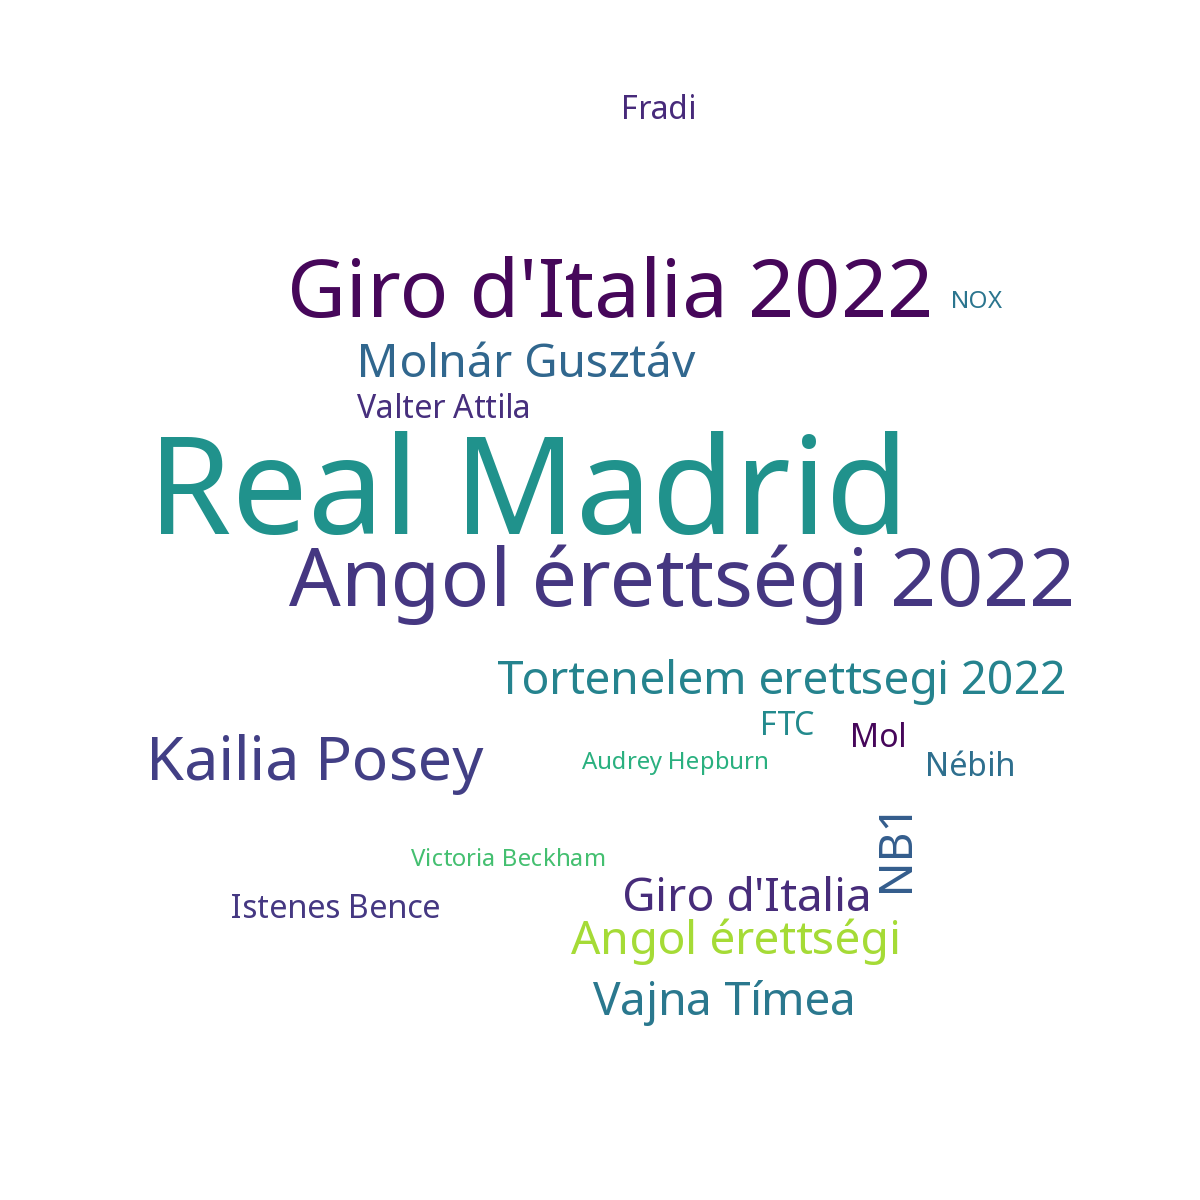 Fradi
Giro d'Italia 2022
NOX
Molnár Gusztáv
Valter Attila
Real Madrid
Angol érettségi 2022
Tortenelem erettsegi 2022
FTC
Mol
Kailia Posey
Audrey Hepburn
Nébih
NB1
Victoria Beckham
Giro d'Italia
Istenes Bence
Angol érettségi
Vajna Tímea